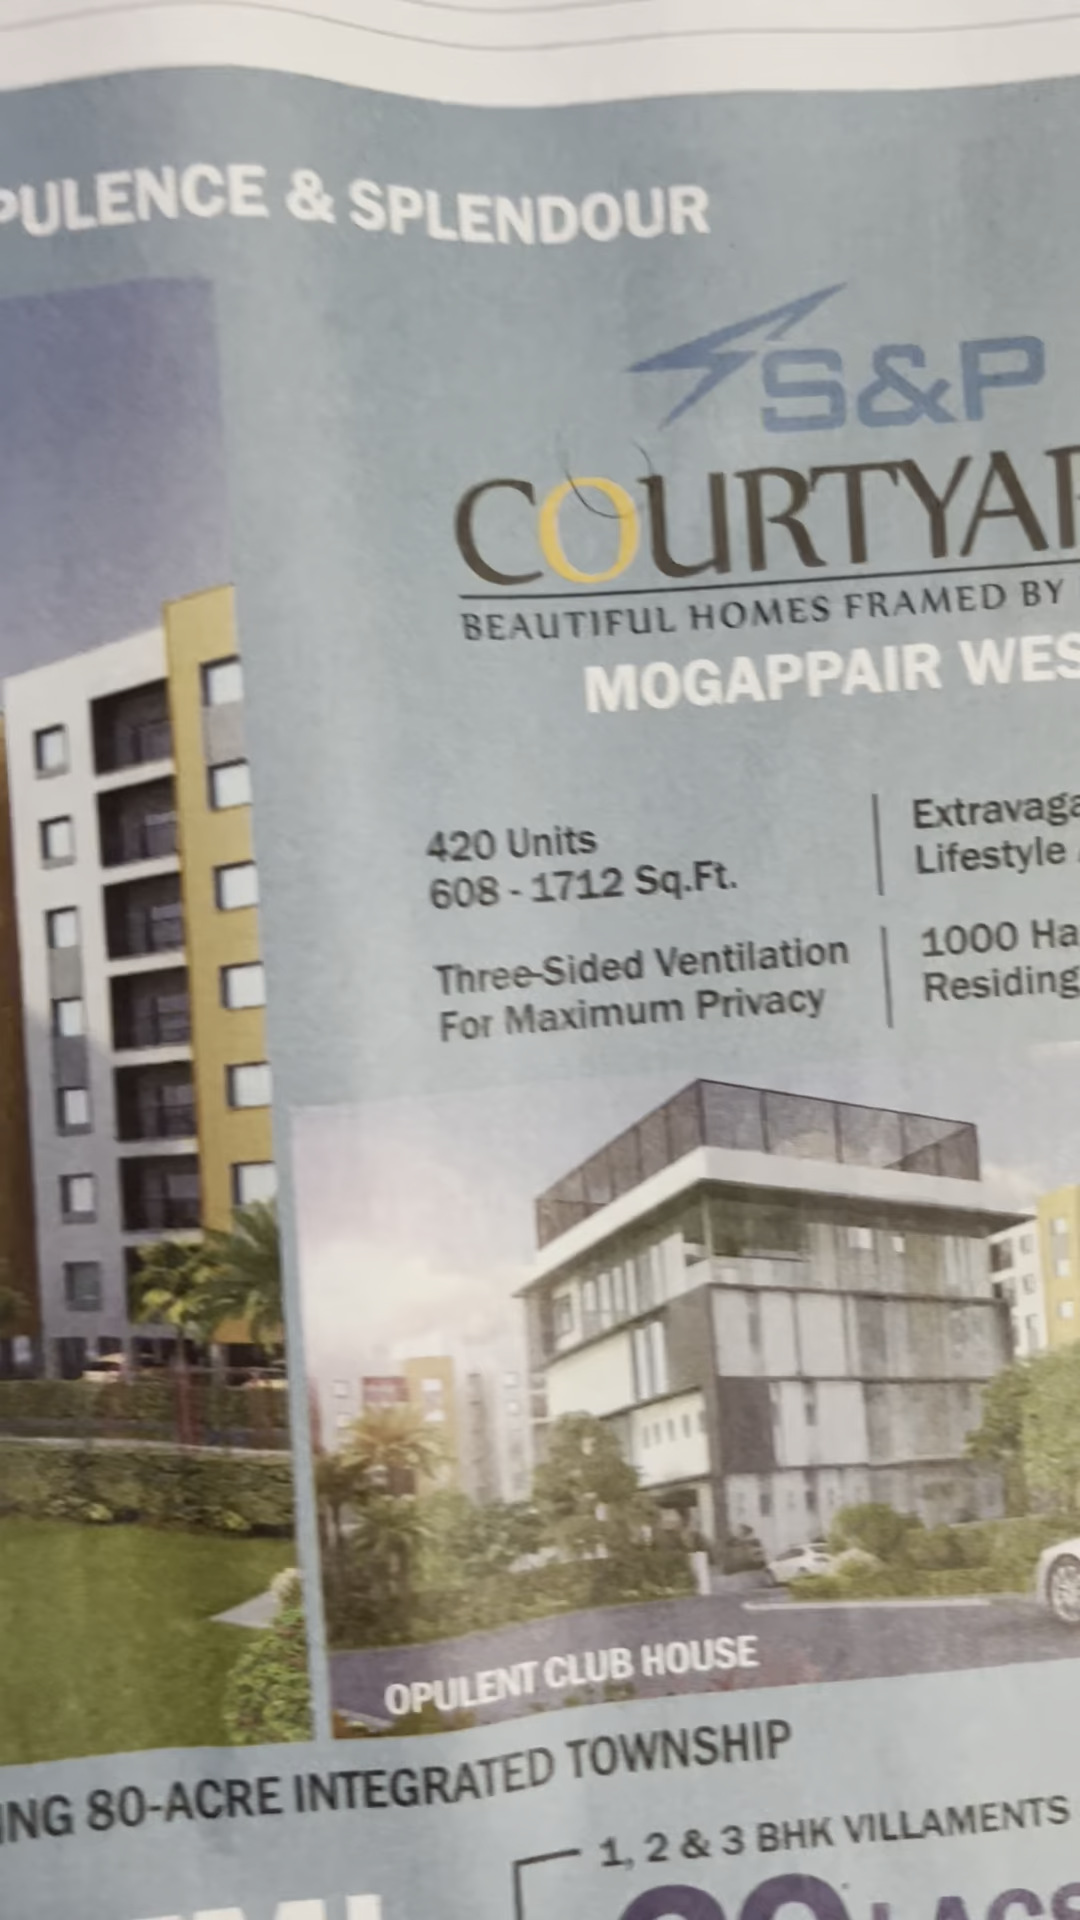 PULENCE & SPLENDOUR
S&P
COURTYAR
BEAUTIFUL HOMES FRAMED BY
MOGAPPAIR WES
420 Units
608 - 1712 Sq.Ft.
Extravaga
Lifestyle
Three-Sided Ventilation
For Maximum Privacy
1000 Ha
Residing
OPULENT CLUB HOUSE
ING 80-ACRE INTEGRATED TOWNSHIP
1, 2 & 3 BHK VILLAMENTS
LACS